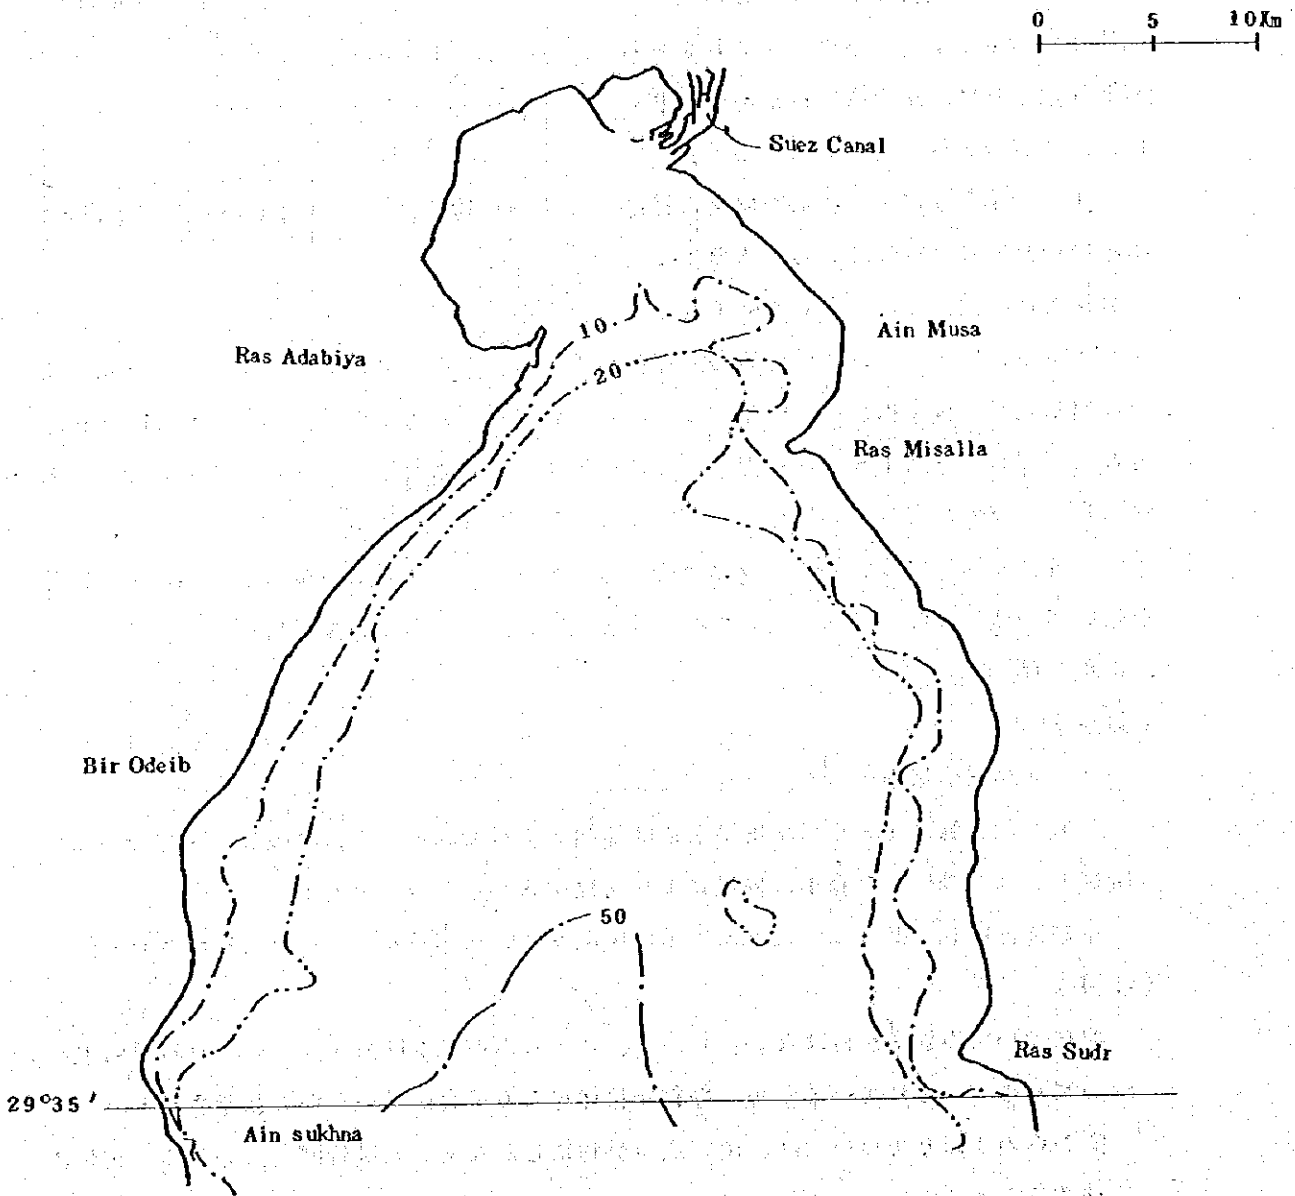 0 5 10Km
Suez Canal
10
Ain Musa
Ras Adabiya
20
Ras Misalla
Bir Odeib
50
Ras Sudr
29°35'
Ain sukhna